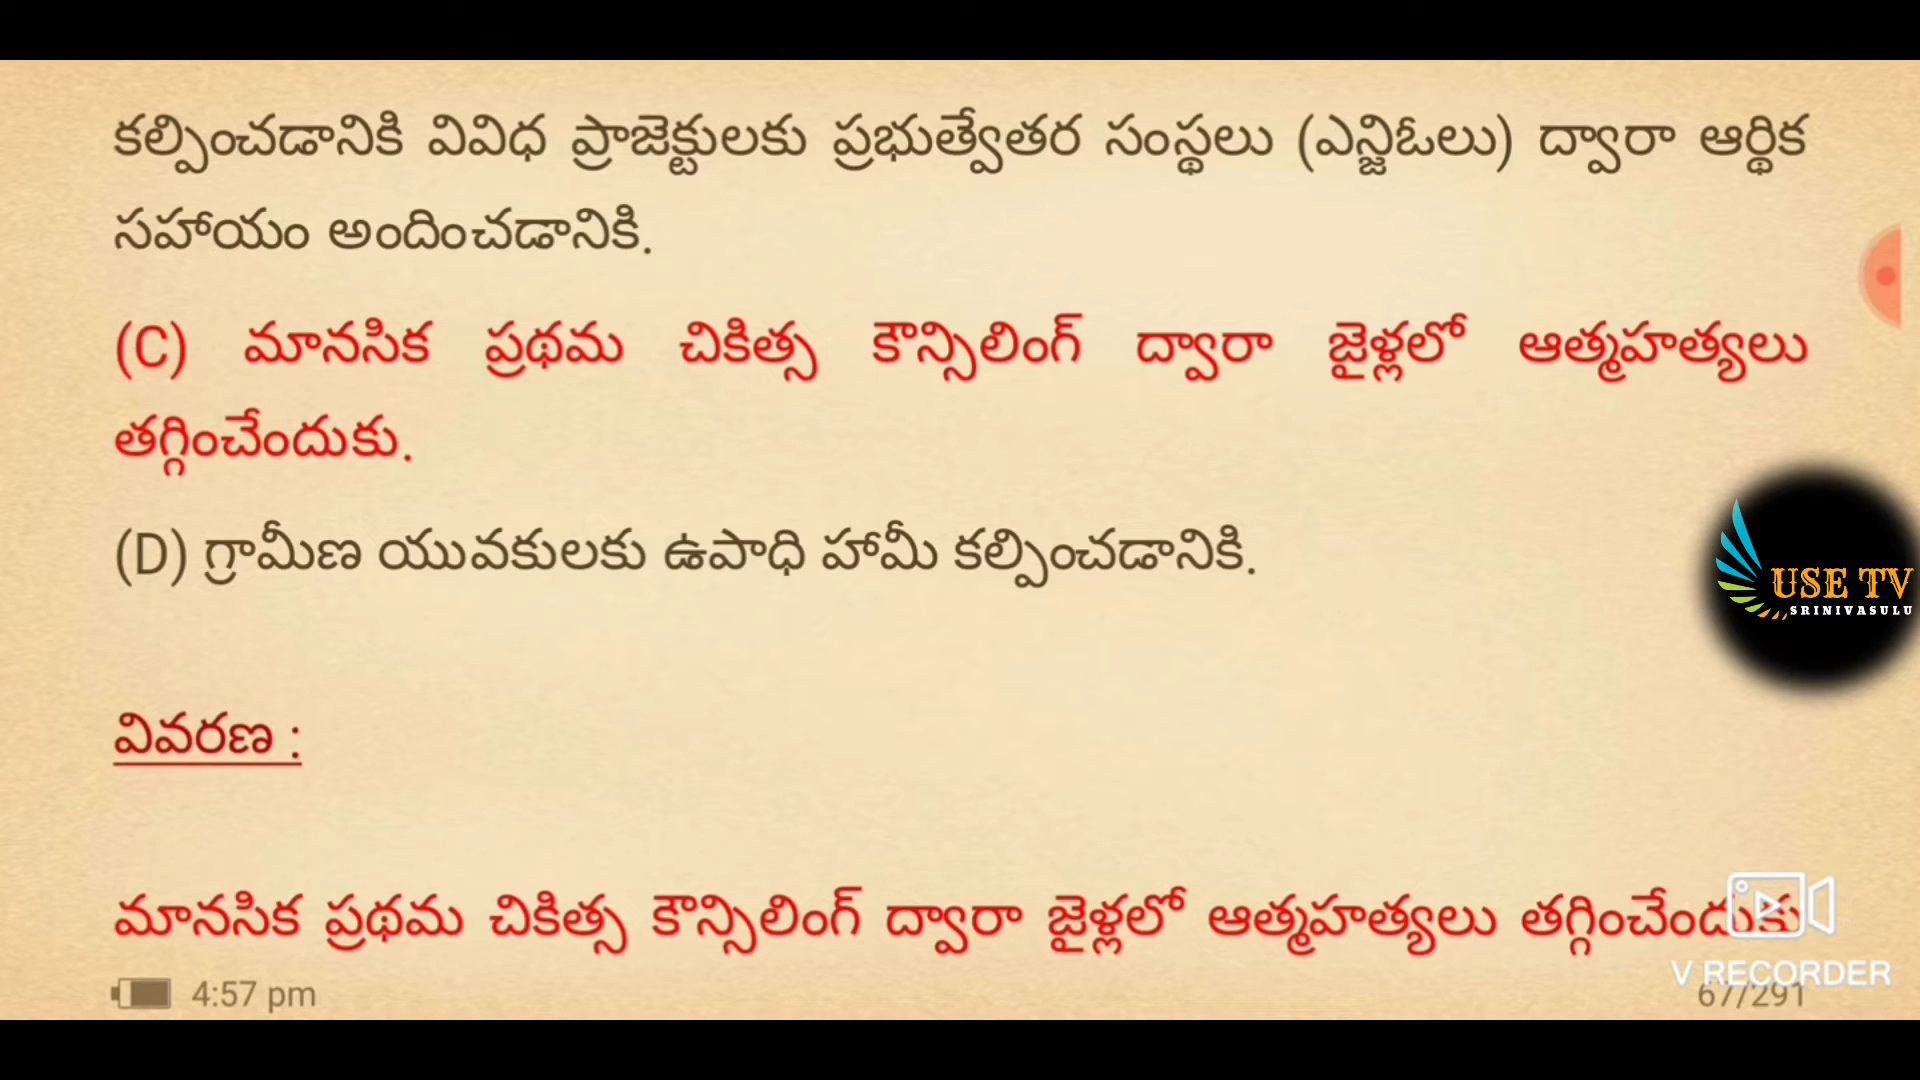 కల్పించడానికి వివిధ ప్రాజెక్టులకు ప్రభుత్వేతర సంస్థలు (ఎన్జిఓలు) ద్వారా ఆర్థిక
సహాయం అందించడానికి.
(C) మానసిక ప్రథమ చికిత్స కౌన్సిలింగ్ ద్వారా జైళ్లలో ఆత్మహత్యలు
తగ్గించేందుకు.
(D) గ్రామీణ యువకులకు ఉపాధి హామీ కల్పించడానికి.
USE TV
SRINIVASULU
వివరణ :
మానసిక ప్రథమ చికిత్స కౌన్సిలింగ్ ద్వారా జైళ్లలో ఆత్మహత్యలు తగ్గించేందుకు
V RECORDER
4:57 pm
67/291